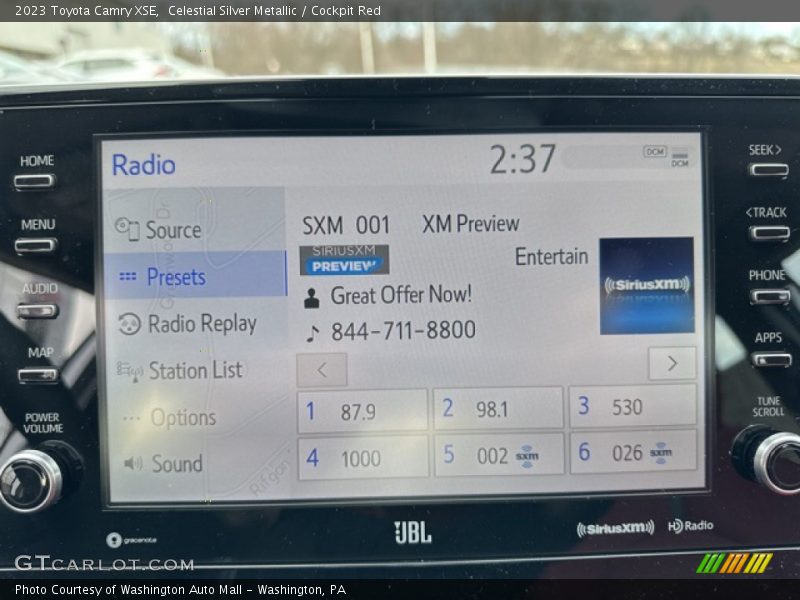 2023 Toyota Camry XSE, Celestial Silver Metallic / Cockpit Red
HOME
MENU
AUDIO
MAP
POWER
VOLUME
Radio
2:37
DCM
DCM
Source
Presets
Radio Replay
Station List
Options
Sound
SXM 001 XM Preview
SIRIUSXM
PREVIEW
Entertain
((SiriusXM))
Great Offer Now!
844-711-8800
<
>
1 87.9
2 98.1
3 530
4 1000
5 002 sxm
6 026 sxm
SEEK>
<TRACK
PHONE
APPS
TUNE
SCROLL
gracenote
JBL
((SiriusXM))
HD Radio
GTCARLOT.COM
Photo Courtesy of Washington Auto Mall - Washington, PA